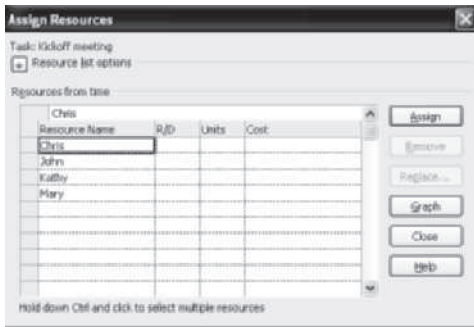 Assign Resources
Task: Kickoff meeting
+ Resource list options
Resources from time
Chris
Resource Name R/D Units Cost
Chris
John
Kathy
Mary
Assign
Remove
Replace...
Graph
Close
Help
Hold down Ctrl and click to select multiple resources